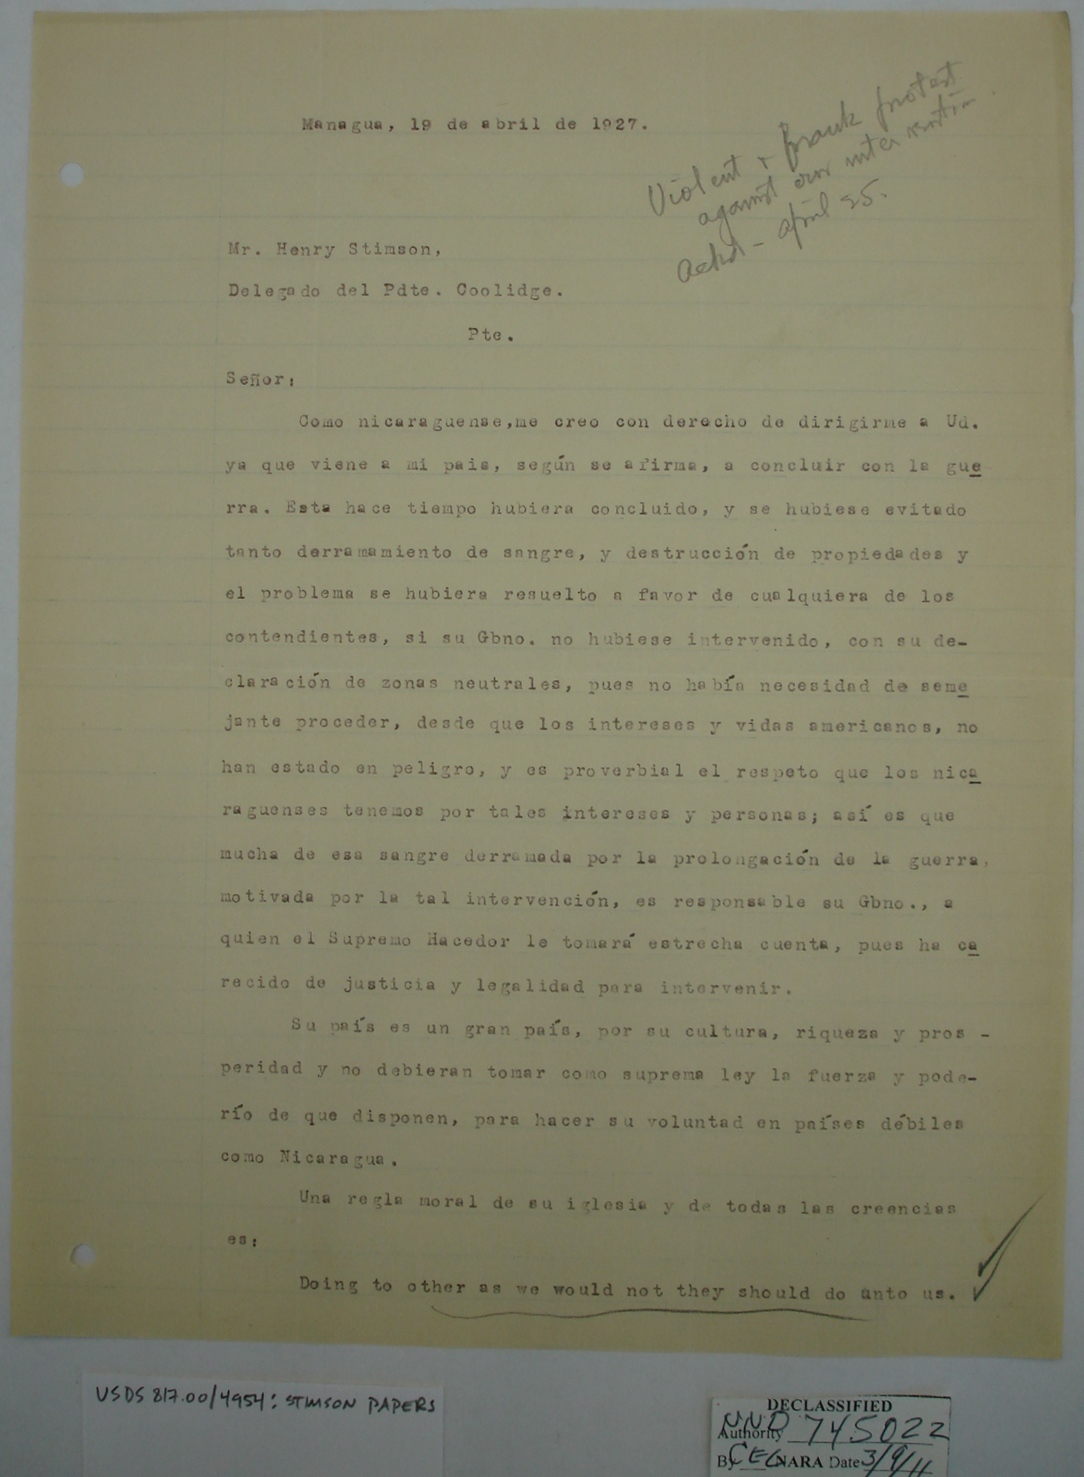 Managua, 19 de abril de 1927.
Violent & frank protest
against our intervention
Ackd - April 25.
Mr. Henry Stimson,
Delegado del Pdte. Coolidge.
Pte.
Señor:
Como nicaraguense,me creo con derecho de dirigirme a Ud.
ya que viene a mi pais, según se afirma, a concluir con la gue
rra. Esta hace tiempo hubiera concluido, y se hubiese evitado
tanto derramamiento de sangre, y destrucción de propiedades y
el problema se hubiera resuelto a favor de cualquiera de los
contendientes, si su Gbno. no hubiese intervenido, con su de-
claración de zonas neutrales, pues no había necesidad de seme
jante proceder, desde que los intereses y vidas americanos, no
han estado en peligro, y es proverbial el respeto que los nica
raguenses tenemos por tales intereses y personas; así es que
mucha de esa sangre derramada por la prolongación de la guerra,
motivada por la tal intervención, es responsable su Gbno., a
quien el Supremo Hacedor le tomará estrecha cuenta, pues ha ca
recido de justicia y legalidad para intervenir.
Su país es un gran país, por su cultura, riqueza y pros -
peridad y no debieran tomar como suprema ley la fuerza y pode-
río de que disponen, para hacer su voluntad en países débiles
como Nicaragua.
Una regla moral de su iglesia y de todas las creencias
es:
Doing to other as we would not they should do unto us.
USDS 817.00/4954: STIMSON PAPERS
DECLASSIFIED
Authority NND 745022
By CEG NARA Date 3/9/11